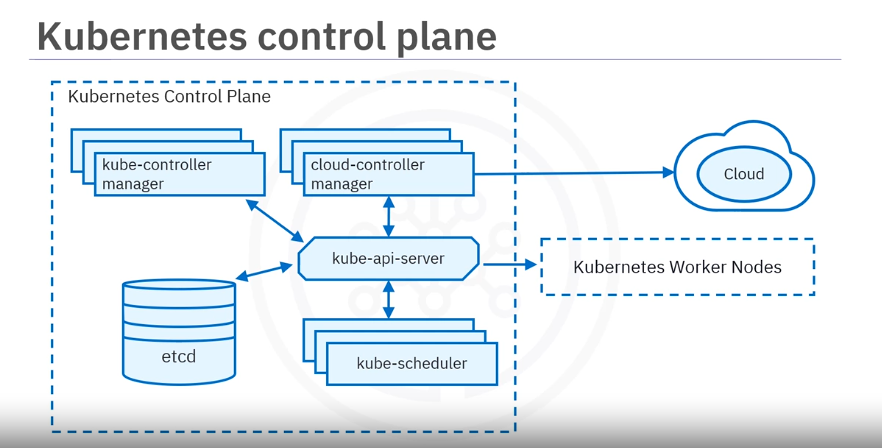 Kubernetes control plane
Kubernetes Control Plane
kube-controller
manager
cloud-controller
manager
Cloud
kube-api-server
Kubernetes Worker Nodes
etcd
kube-scheduler